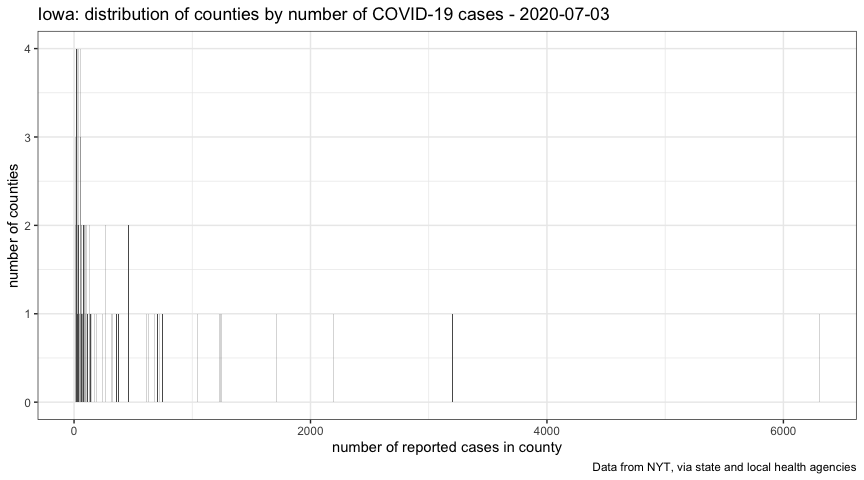 Iowa: distribution of counties by number of COVID-19 cases - 2020-07-03
number of counties
4
3
2
1
0
0 2000 4000 6000
number of reported cases in county
Data from NYT, via state and local health agencies